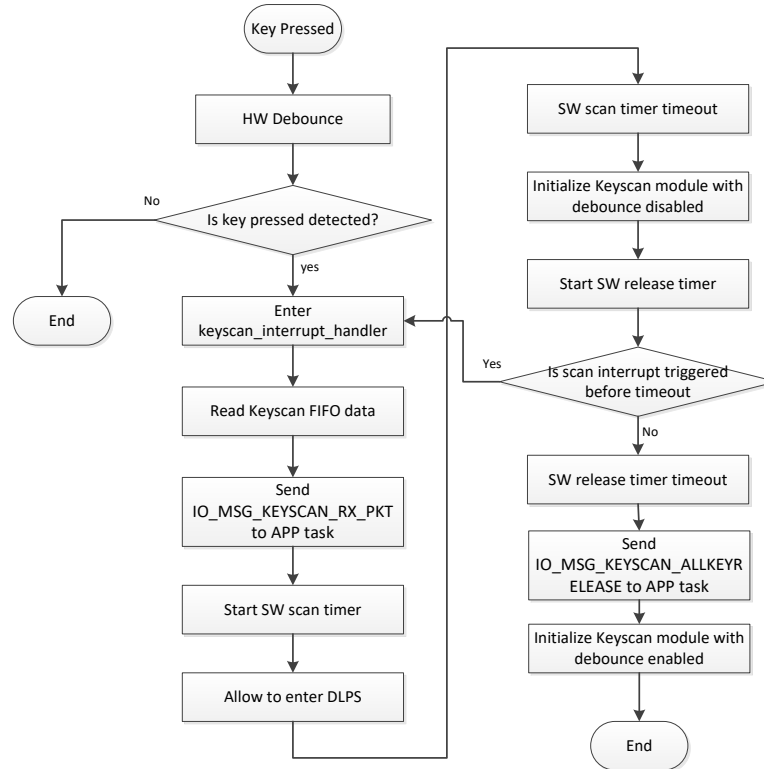 Key Pressed
HW Debounce
No
Is key pressed detected?
yes
End
Enter
keyscan_interrupt_handler
Read Keyscan FIFO data
Send
IO_MSG_KEYSCAN_RX_PKT
to APP task
Start SW scan timer
Allow to enter DLPS
SW scan timer timeout
Initialize Keyscan module with
debounce disabled
Start SW release timer
Yes
Is scan interrupt triggered
before timeout
No
SW release timer timeout
Send
IO_MSG_KEYSCAN_ALLKEYR
ELEASE to APP task
Initialize Keyscan module with
debounce enabled
End